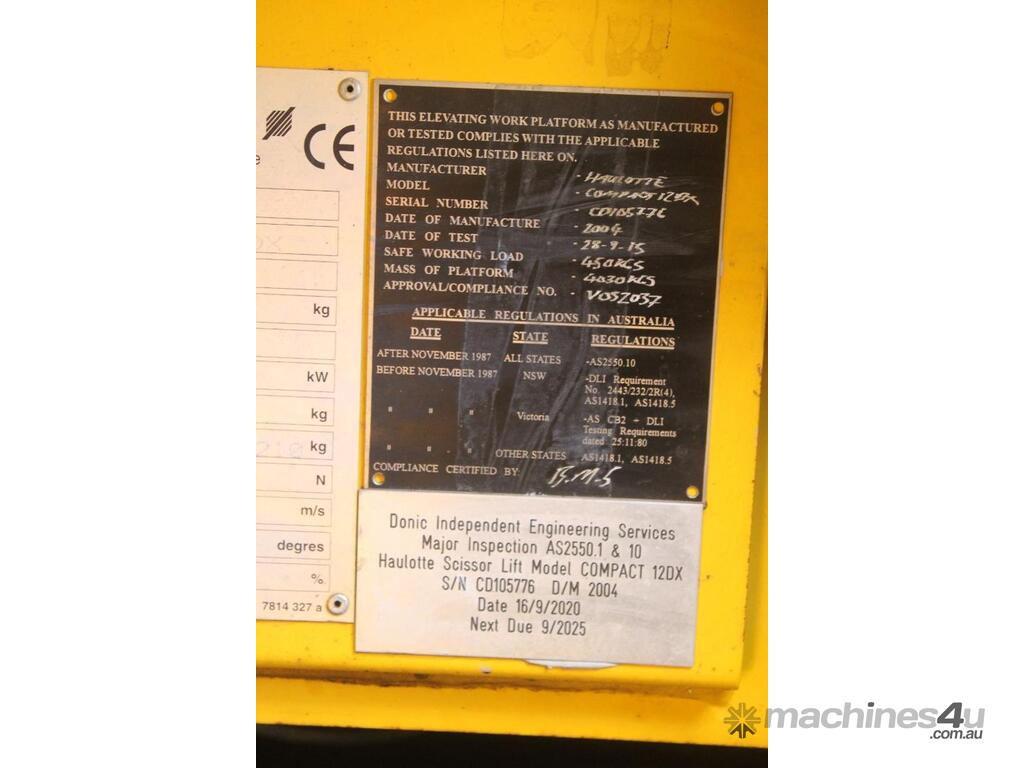 e
CE
DX
kg
kW
kg
kg
N
m/s
degres
%
7814 327 a
THIS ELEVATING WORK PLATFORM AS MANUFACTURED
OR TESTED COMPLIES WITH THE APPLICABLE
REGULATIONS LISTED HERE ON.
MANUFACTURER - HAULOTTE
MODEL - COMPACT 12DX
SERIAL NUMBER - CD105776
DATE OF MANUFACTURE - 2004
DATE OF TEST - 28-9-15
SAFE WORKING LOAD - 450KGS
MASS OF PLATFORM - 4030KGS
APPROVAL/COMPLIANCE NO. - VOS2037
APPLICABLE REGULATIONS IN AUSTRALIA
DATE STATE REGULATIONS
AFTER NOVEMBER 1987 ALL STATES -AS2550.10
BEFORE NOVEMBER 1987 NSW -DLI Requirement
No. 2443/232/2R(4),
AS1418.1, AS1418.5
" " " Victoria -AS CB2 + DLI
Testing Requirements
dated 25:11:80
" " " OTHER STATES AS1418.1, AS1418.5
COMPLIANCE CERTIFIED BY: B.M.S
Donic Independent Engineering Services
Major Inspection AS2550.1 & 10
Haulotte Scissor Lift Model COMPACT 12DX
S/N CD105776 D/M 2004
Date 16/9/2020
Next Due 9/2025
machines4u
.com.au